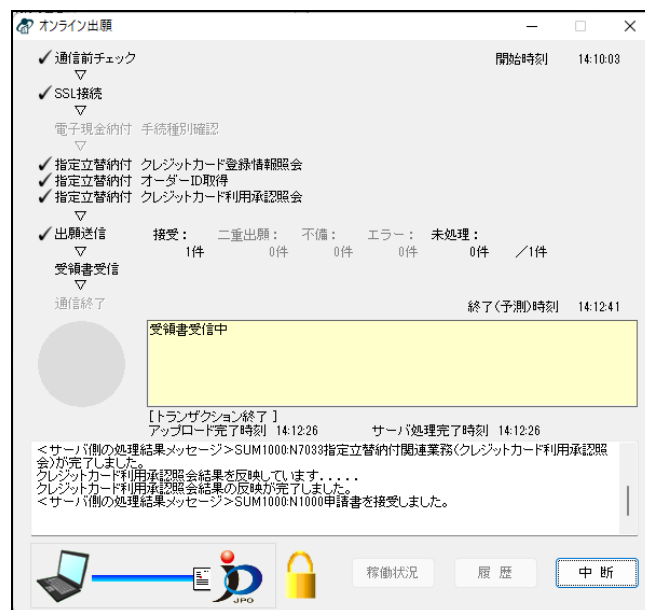 オンライン出願
通信前チェック 開始時刻 14:10:03
▽
SSL接続
▽
電子現金納付 手続種別確認
▽
指定立替納付 クレジットカード登録情報照会
指定立替納付 オーダーID取得
指定立替納付 クレジットカード利用承認照会
▽
出願送信 接受： 二重出願： 不備： エラー： 未処理：
▽ 1件 0件 0件 0件 0件 ／1件
受領書受信
▽
通信終了 終了(予測)時刻 14:12:41
受領書受信中
[トランザクション終了]
アップロード完了時刻 14:12:26 サーバ処理完了時刻 14:12:26
＜サーバ側の処理結果メッセージ＞SUM1000:N7033指定立替納付関連業務(クレジットカード利用承認照
会)が完了しました。
クレジットカード利用承認照会結果を反映しています.....
クレジットカード利用承認照会結果の反映が完了しました。
＜サーバ側の処理結果メッセージ＞SUM1000:N1000申請書を接受しました。
JPO
稼働状況 履歴 中断